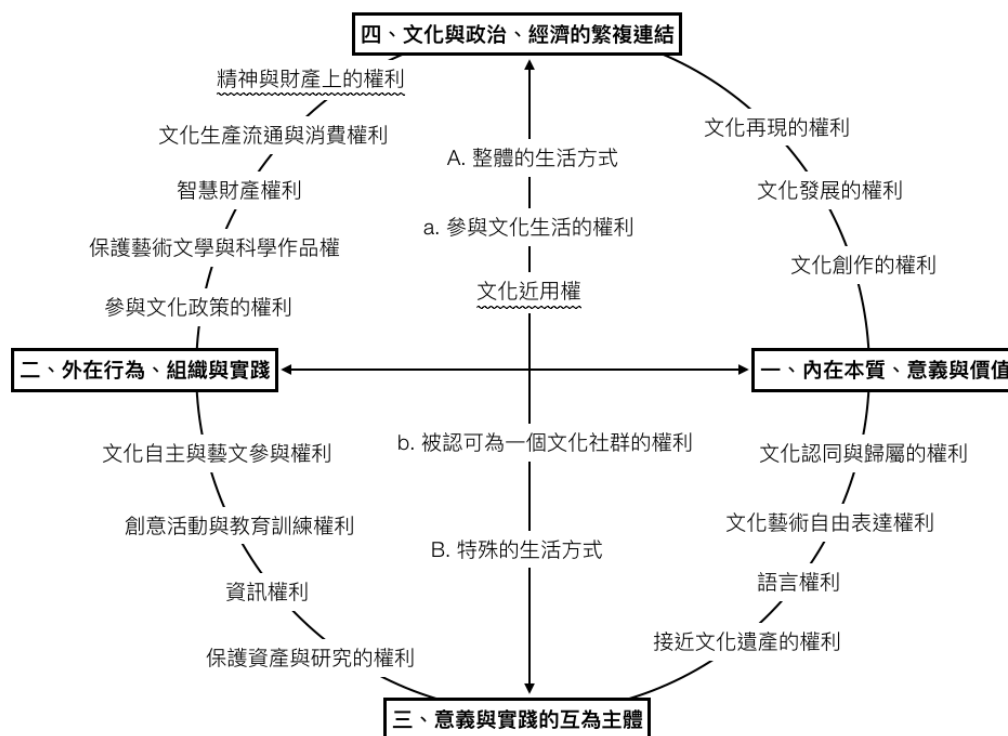 四、文化與政治、經濟的繁複連結
精神與財產上的權利
文化生產流通與消費權利
智慧財產權利
保護藝術文學與科學作品權
參與文化政策的權利
A. 整體的生活方式
a. 參與文化生活的權利
文化近用權
文化再現的權利
文化發展的權利
文化創作的權利
二、外在行為、組織與實踐
一、內在本質、意義與價值
文化自主與藝文參與權利
創意活動與教育訓練權利
資訊權利
保護資產與研究的權利
b. 被認可為一個文化社群的權利
B. 特殊的生活方式
文化認同與歸屬的權利
文化藝術自由表達權利
語言權利
接近文化遺產的權利
三、意義與實踐的互為主體